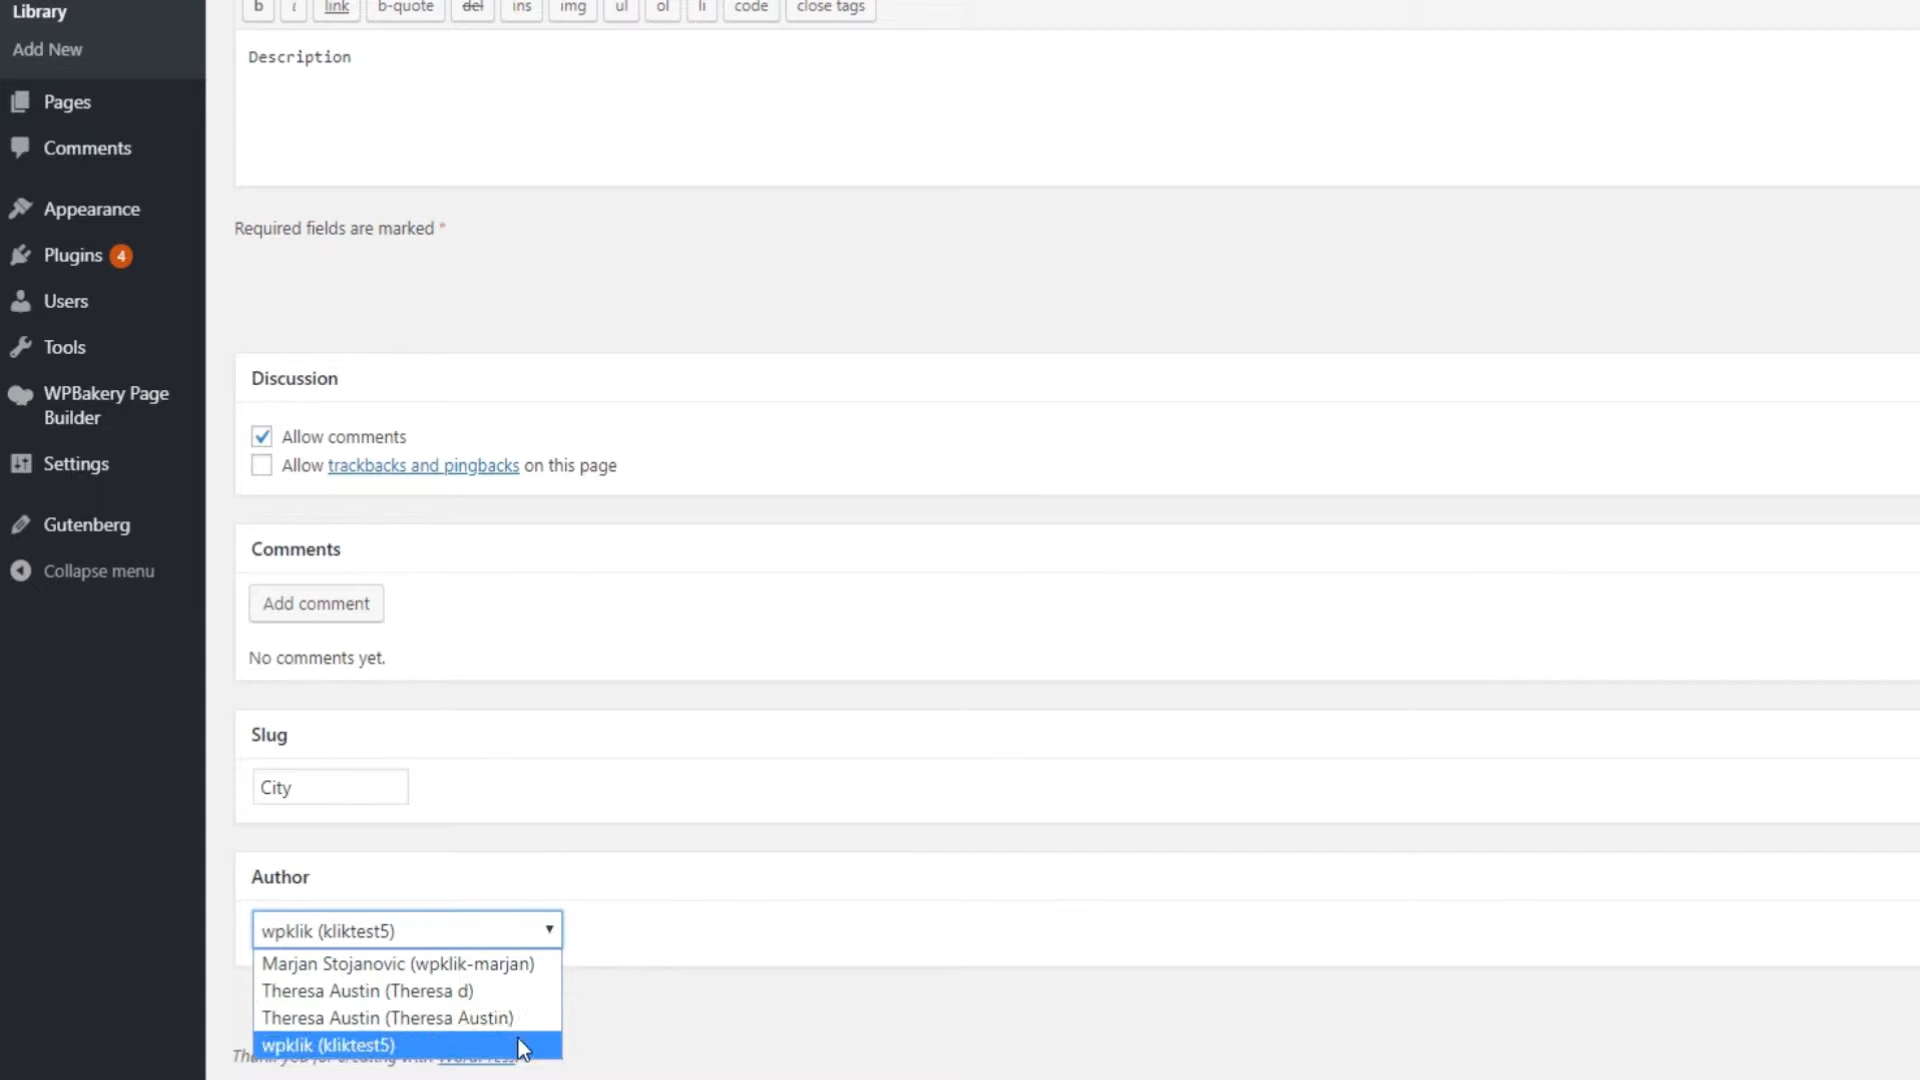 Library
Add New
Pages
Comments
Appearance
Plugins 4
Users
Tools
WPBakery Page
Builder
Settings
Gutenberg
Collapse menu
b i link b-quote del ins img ul ol li code close tags
Description
Required fields are marked *
Discussion
Allow comments
Allow trackbacks and pingbacks on this page
Comments
Add comment
No comments yet.
Slug
City
Author
wpklik (kliktest5)
Marjan Stojanovic (wpklik-marjan)
Theresa Austin (Theresa d)
Theresa Austin (Theresa Austin)
wpklik (kliktest5)